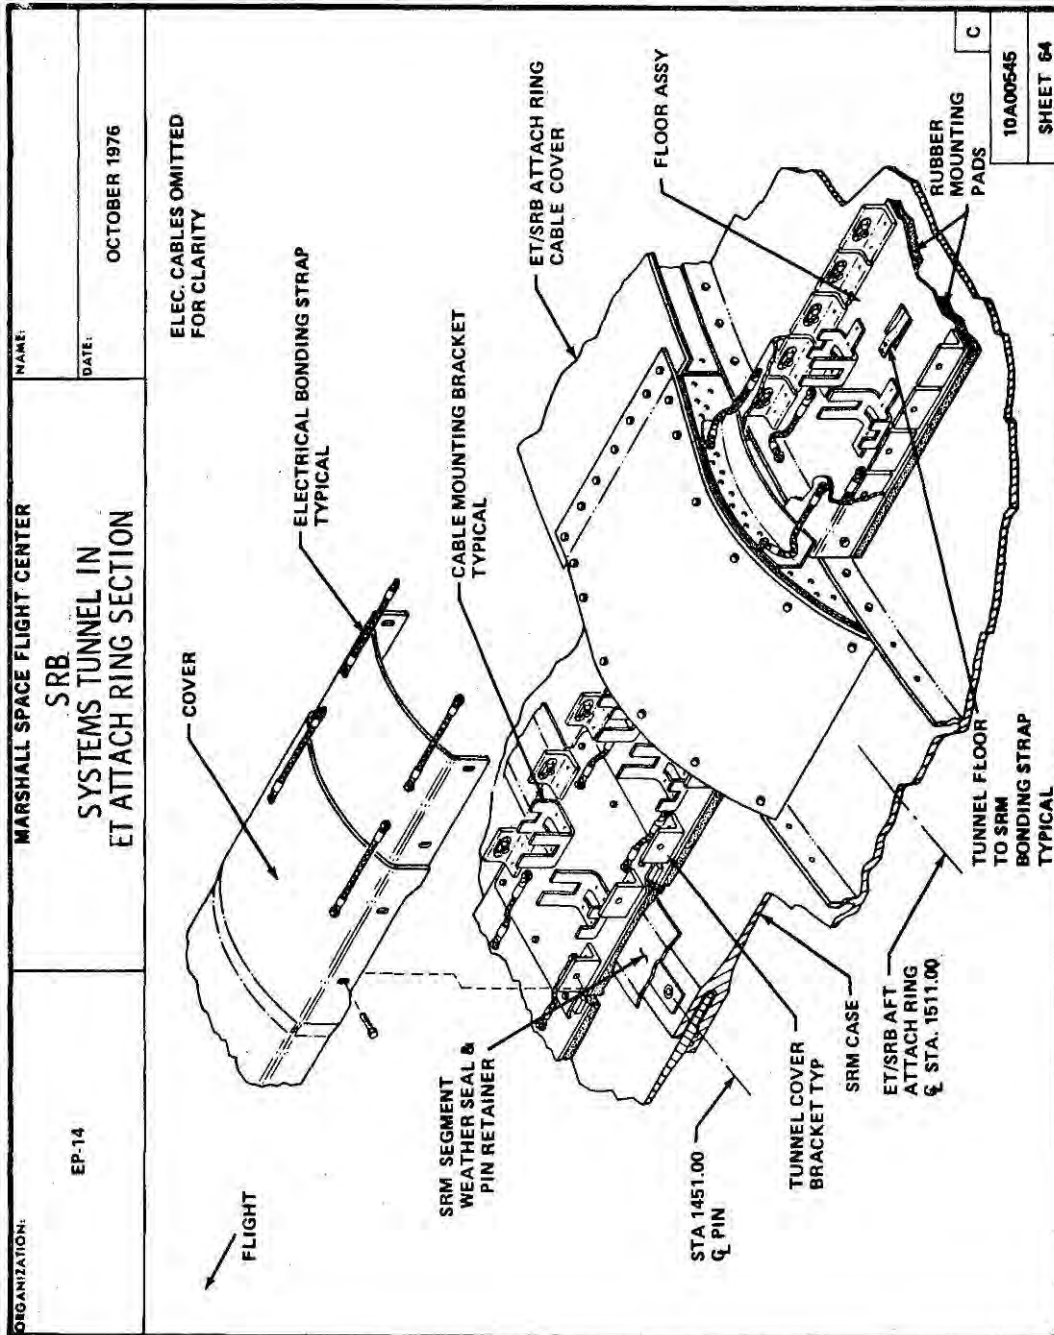 ORGANIZATION:
EP-14
MARSHALL SPACE FLIGHT CENTER
SRB
SYSTEMS TUNNEL IN
ET ATTACH RING SECTION
NAME:
DATE:
OCTOBER 1976
FLIGHT
ELEC. CABLES OMITTED
FOR CLARITY
COVER
ELECTRICAL BONDING STRAP
TYPICAL
CABLE MOUNTING BRACKET
TYPICAL
ET/SRB ATTACH RING
CABLE COVER
FLOOR ASSY
SRM SEGMENT
WEATHER SEAL &
PIN RETAINER
STA 1451.00
℄ PIN
TUNNEL COVER
BRACKET TYP
SRM CASE
ET/SRB AFT
ATTACH RING
℄ STA. 1511.00
TUNNEL FLOOR
TO SRM
BONDING STRAP
TYPICAL
RUBBER
MOUNTING
PADS
C
10A00545
SHEET 64